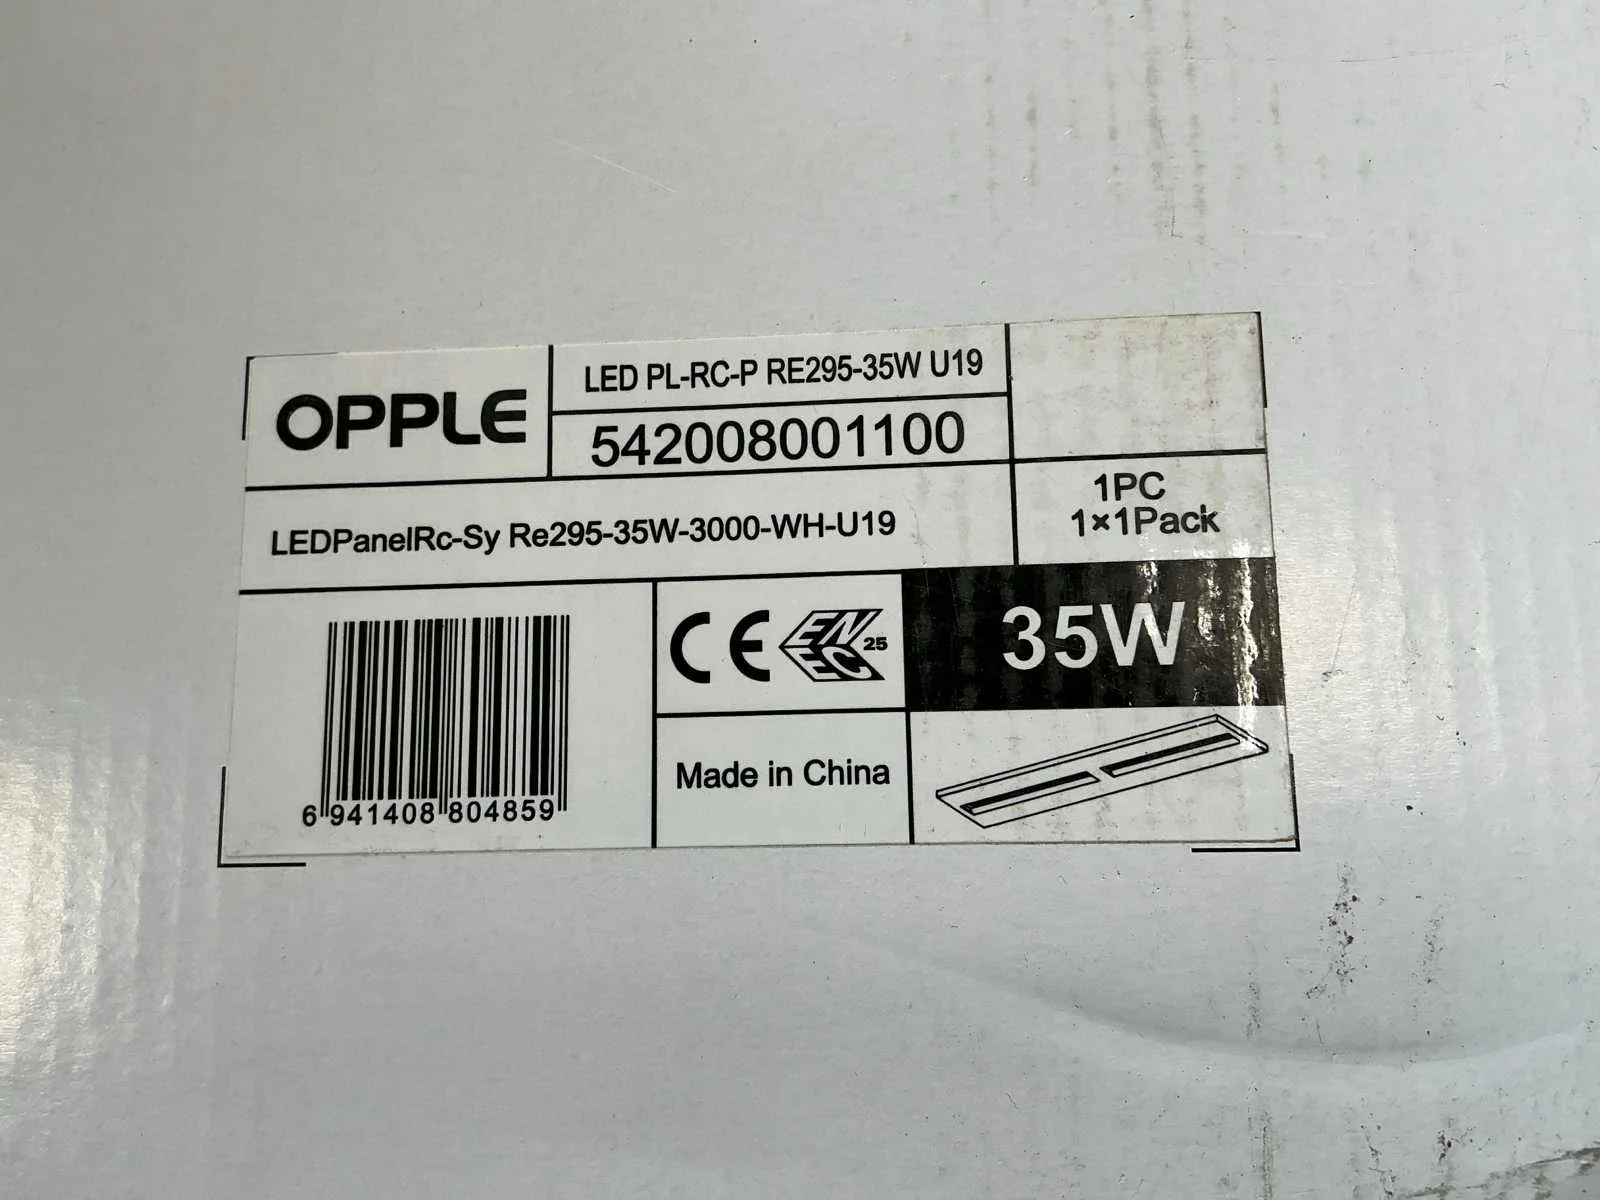 OPPLE
LED PL-RC-P RE295-35W U19
542008001100
LEDPanelRc-Sy Re295-35W-3000-WH-U19
1PC
1×1Pack
CE EN EC 25
35W
Made in China
6 941408 804859